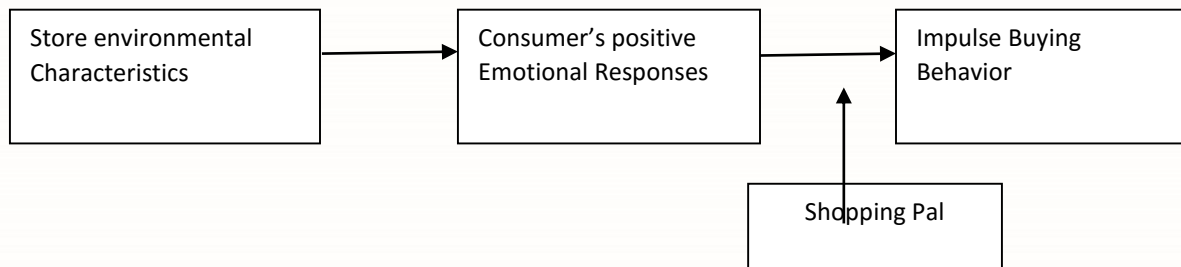 Store environmental
Characteristics
Consumer’s positive
Emotional Responses
Impulse Buying
Behavior
Shopping Pal